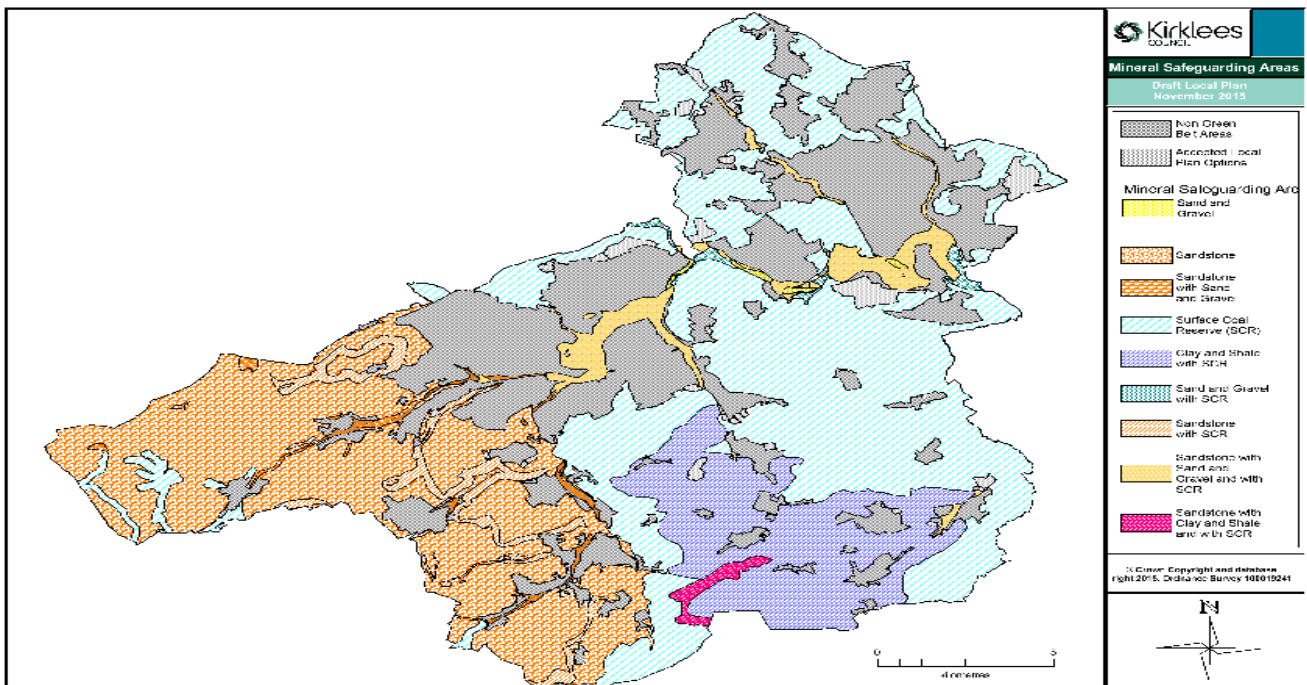 Kirklees
COUNCIL
Mineral Safeguarding Areas
Draft Local Plan
November 2015
Non Green
Belt Areas
Accepted Local
Plan Options
Mineral Safeguarding Are
Sand and
Gravel
Sandstone
Sandstone
with Sand
and Gravel
Surface Coal
Reserve (SCR)
Clay and Shale
with SCR
Sand and Gravel
with SCR
Sandstone
with SCR
Sandstone with
Sand and
Gravel and with
SCR
Sandstone with
Clay and Shale
and with SCR
Crown Copyright and database
right 2015. Ordnance Survey 100019241
N
0 5
kilometres